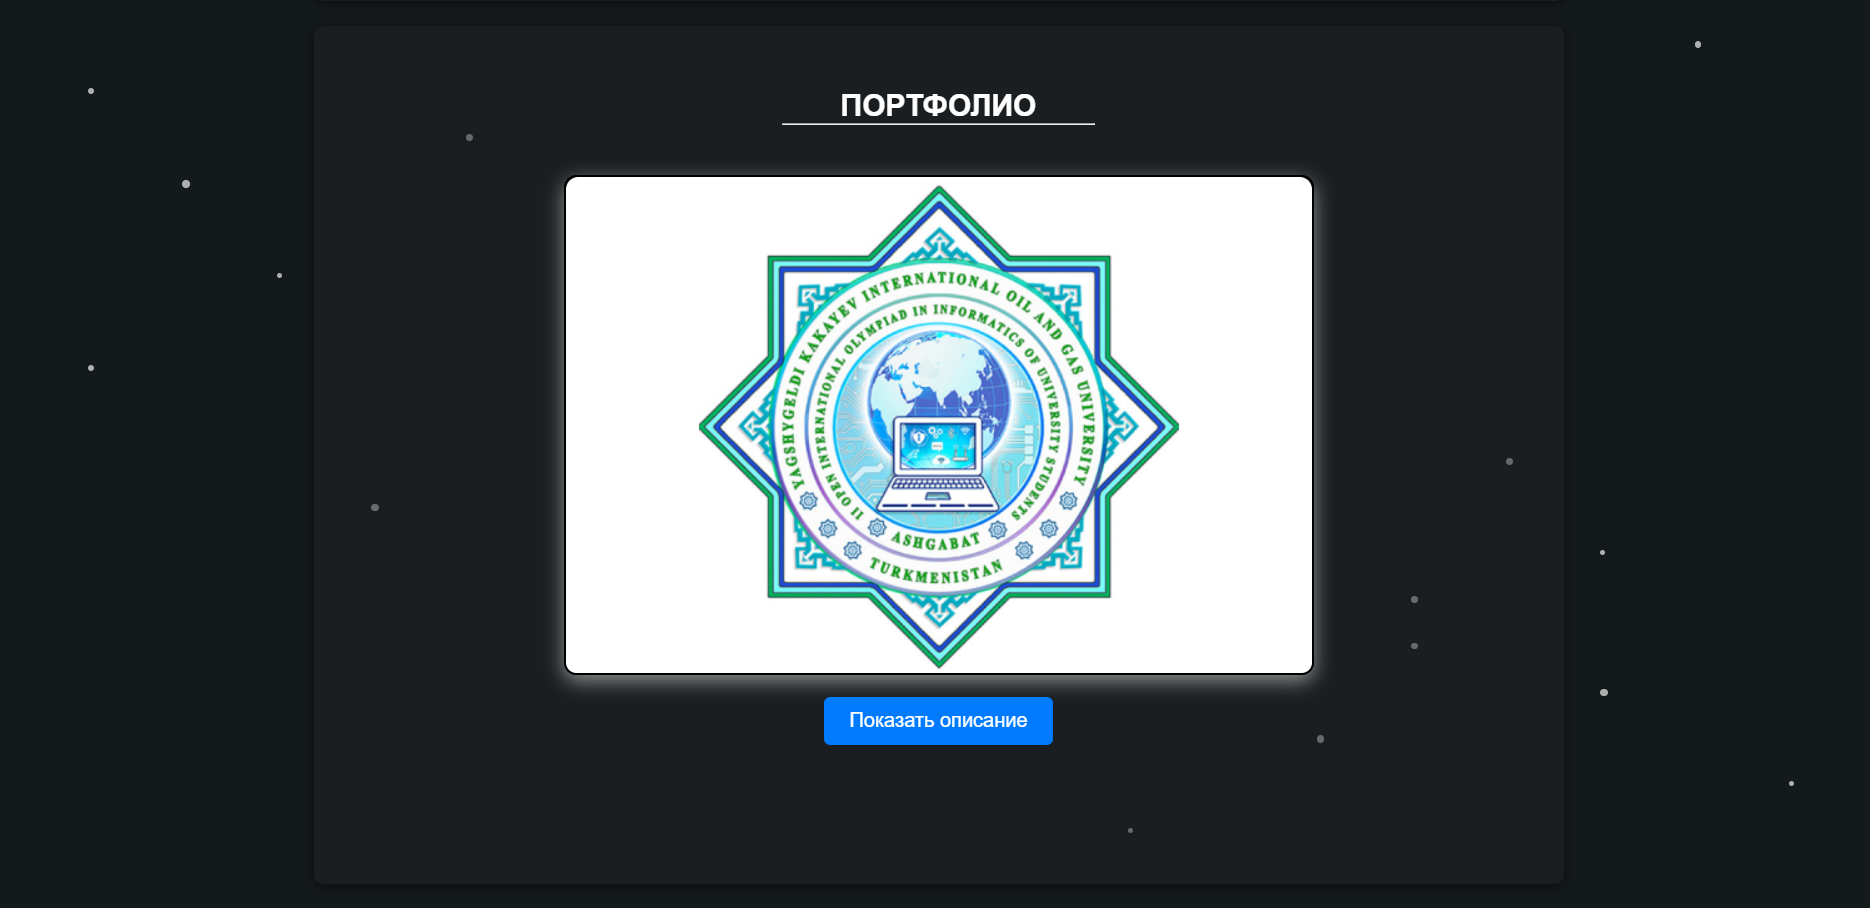 ПОРТФОЛИО
YAGSHYGELDI KAKAYEV INTERNATIONAL OIL AND GAS UNIVERSITY
II OPEN INTERNATIONAL OLYMPIAD IN INFORMATICS OF UNIVERSITY STUDENTS
ASHGABAT
TURKMENISTAN
Показать описание